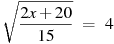 √((2x + 20)/15) = 4